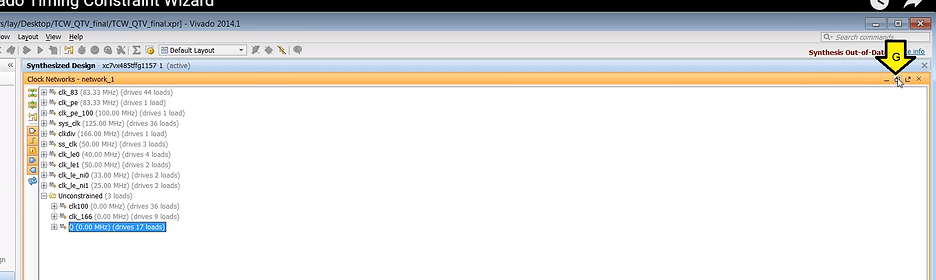 ado Timing Constraint Wizard
rs/lay/Desktop/TCW_QTV_final/TCW_QTV_final.xpr] - Vivado 2014.1
ow Layout View Help
Search commands
Default Layout
Synthesis Out-of-Dat e info
G
Synthesized Design - xc7vx485tffg1157-1 (active)
Clock Networks - network_1
clk_83 (83.33 MHz) (drives 44 loads)
clk_pe (83.33 MHz) (drives 1 load)
clk_pe_100 (100.00 MHz) (drives 1 load)
sys_clk (125.00 MHz) (drives 36 loads)
clkdiv (166.00 MHz) (drives 1 load)
ss_clk (50.00 MHz) (drives 3 loads)
clk_le0 (40.00 MHz) (drives 4 loads)
clk_le1 (50.00 MHz) (drives 2 loads)
clk_le_ni0 (33.00 MHz) (drives 2 loads)
clk_le_ni1 (25.00 MHz) (drives 2 loads)
Unconstrained (3 loads)
clk100 (0.00 MHz) (drives 36 loads)
clk_166 (0.00 MHz) (drives 9 loads)
Q (0.00 MHz) (drives 17 loads)
gn